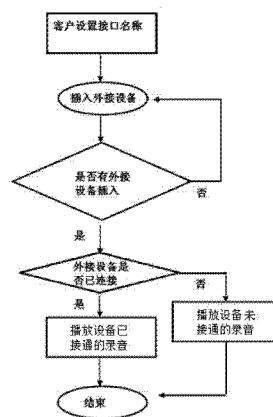 客户设置接口名称
插入外接设备
是否有外接
设备插入
否
是
外接设备是
否已连接
否
是
播放设备已
接通的录音
播放设备未
接通的录音
结束